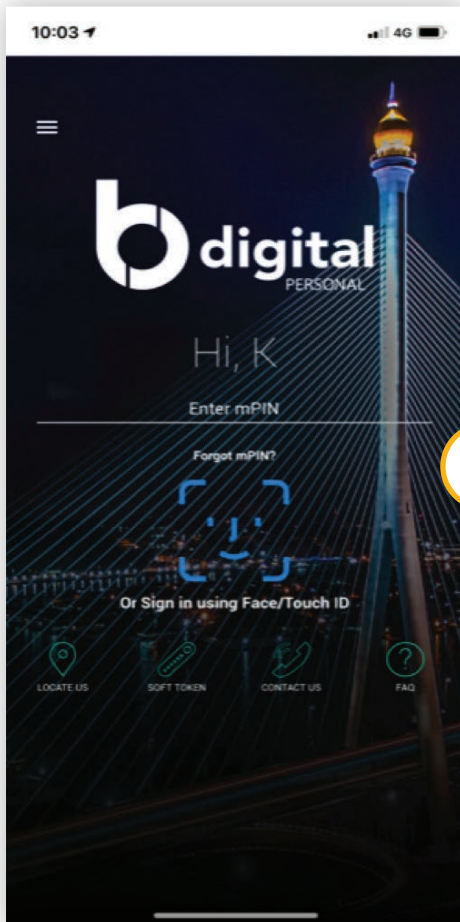 10:03
4G
b digital
PERSONAL
Hi, K
Enter mPIN
Forgot mPIN?
Or Sign in using Face/Touch ID
LOCATE US SOFT TOKEN CONTACT US FAQ